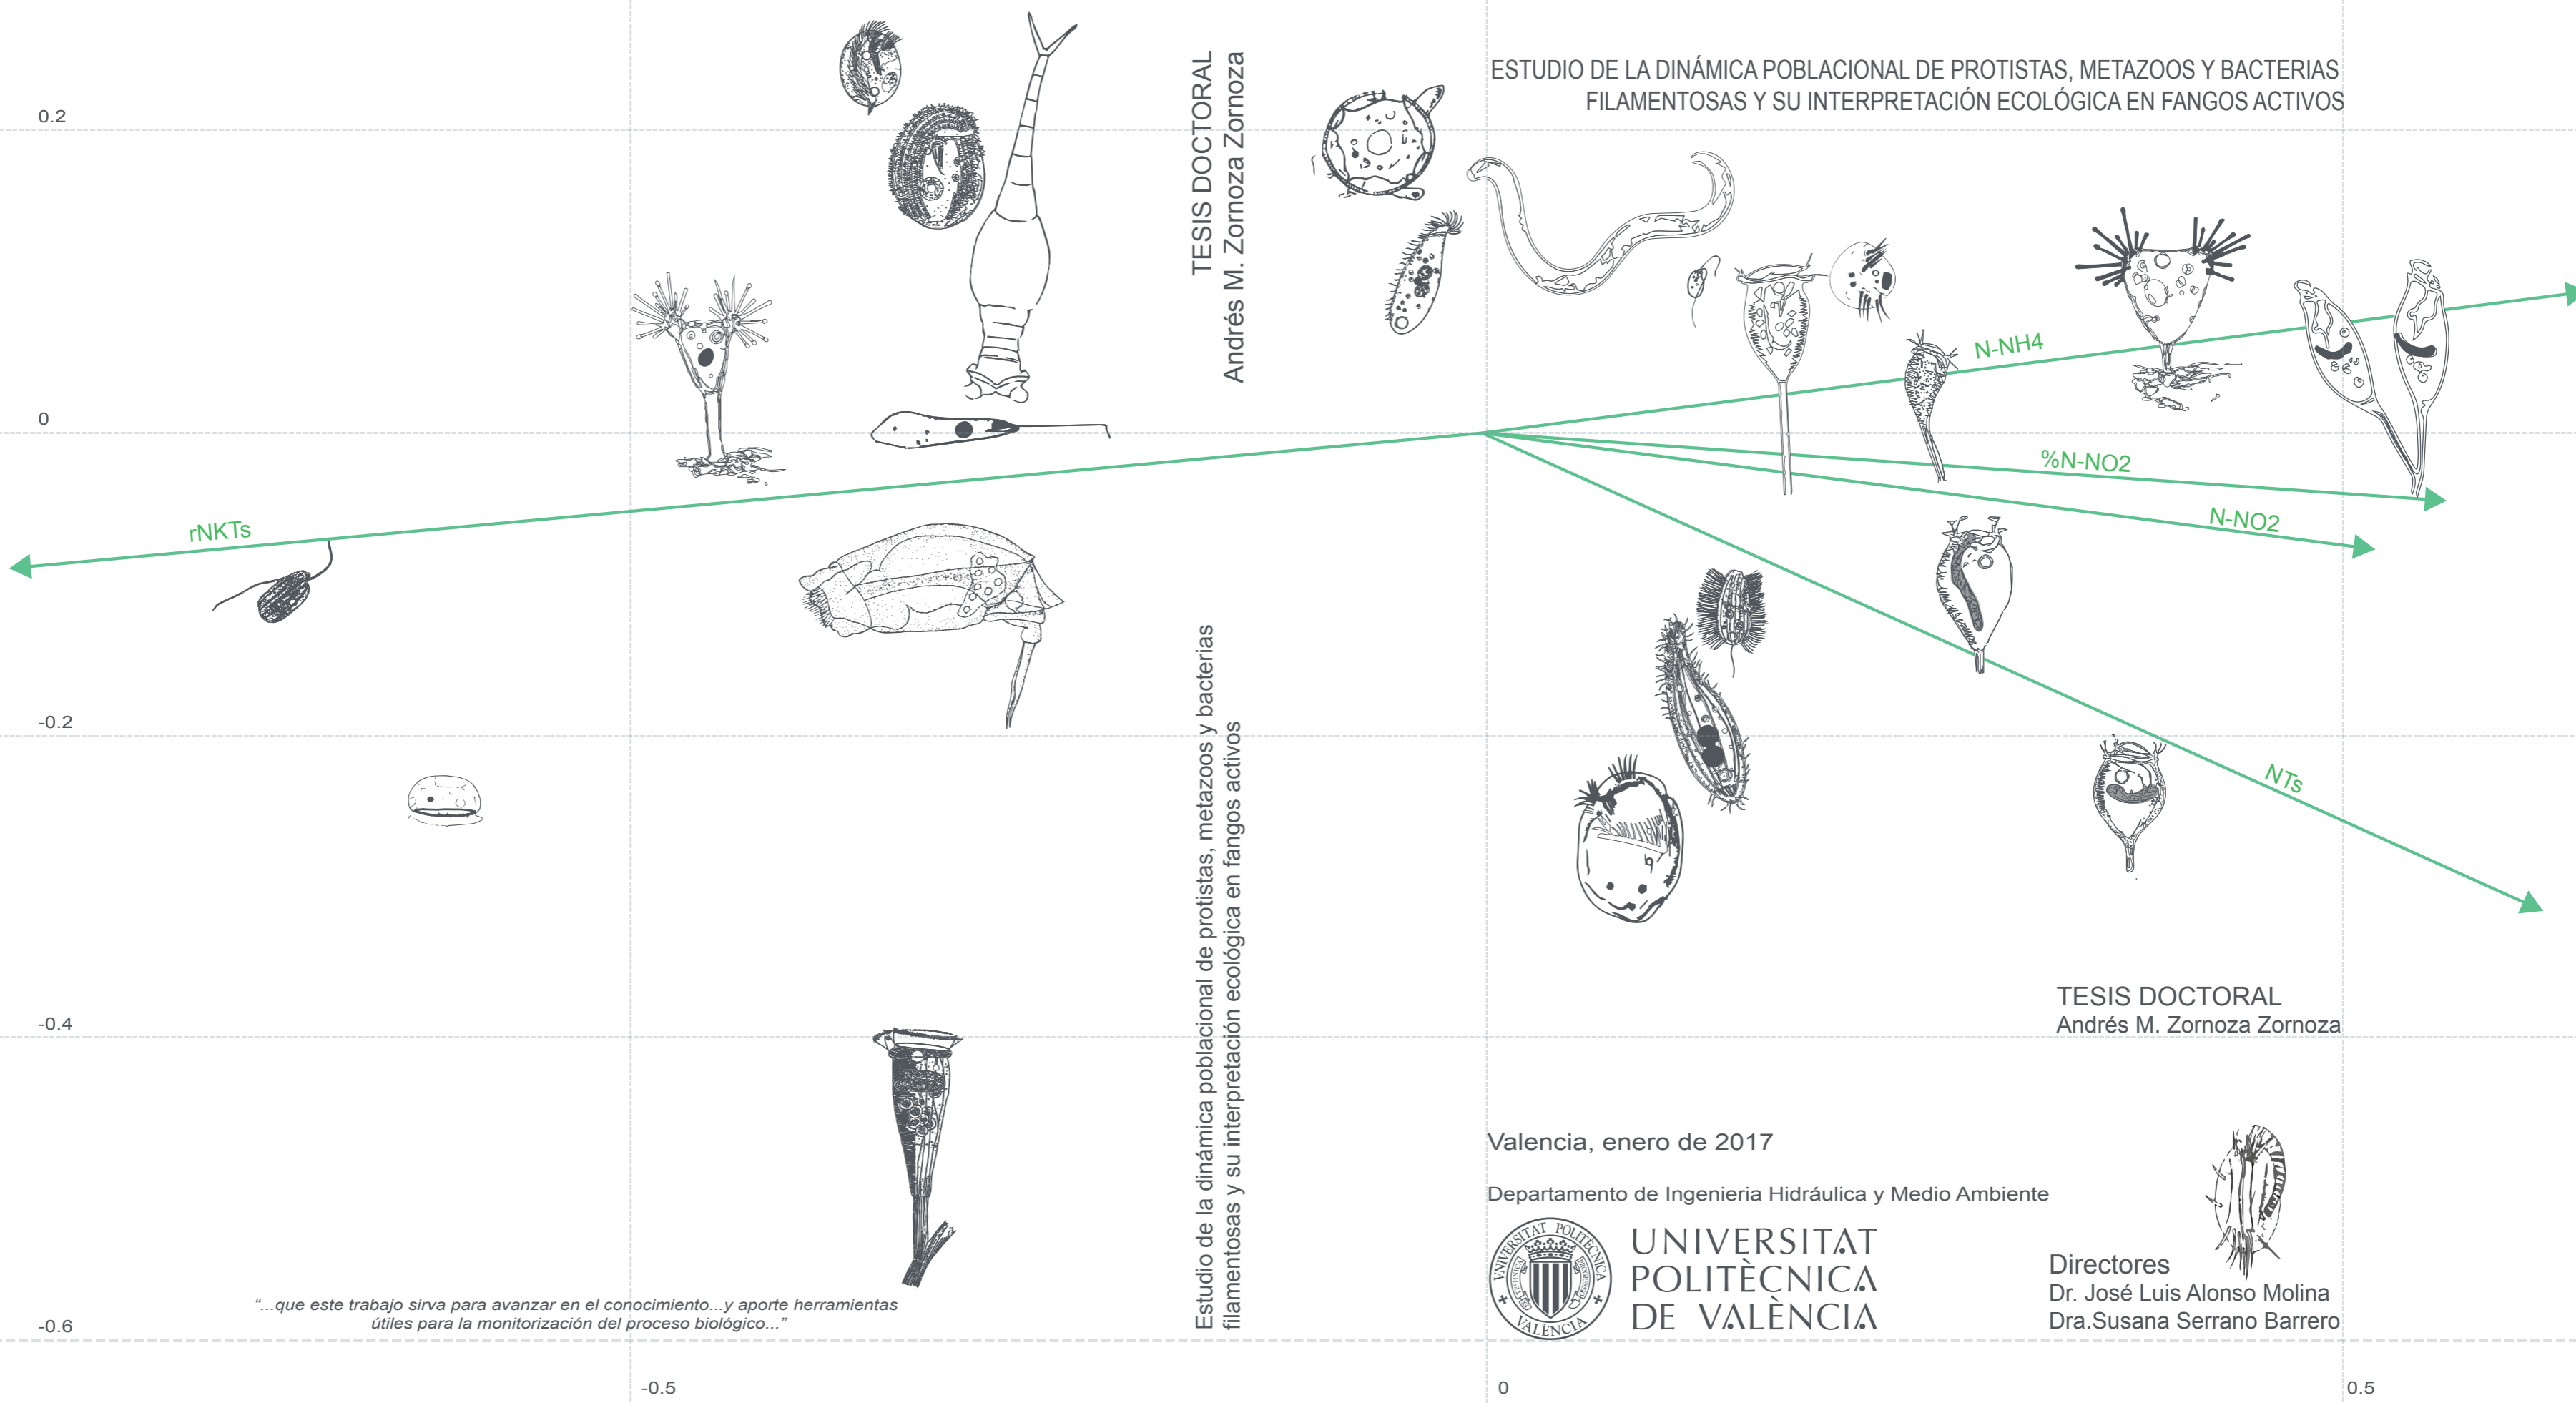 ESTUDIO DE LA DINÁMICA POBLACIONAL DE PROTISTAS, METAZOOS Y BACTERIAS
FILAMENTOSAS Y SU INTERPRETACIÓN ECOLÓGICA EN FANGOS ACTIVOS
TESIS DOCTORAL
Andrés M. Zornoza Zornoza
0.2
0
-0.2
-0.4
-0.6
-0.5
0
0.5
rNKTs
N-NH4
%N-NO2
N-NO2
NTs
Estudio de la dinámica poblacional de protistas, metazoos y bacterias
filamentosas y su interpretación ecológica en fangos activos
TESIS DOCTORAL
Andrés M. Zornoza Zornoza
Valencia, enero de 2017
Departamento de Ingenieria Hidráulica y Medio Ambiente
VNIVERSITAT POLITÈCNICA
VALÈNCIA
UNIVERSITAT
POLITÈCNICA
DE VALÈNCIA
Directores
Dr. José Luis Alonso Molina
Dra.Susana Serrano Barrero
“...que este trabajo sirva para avanzar en el conocimiento...y aporte herramientas
útiles para la monitorización del proceso biológico...”